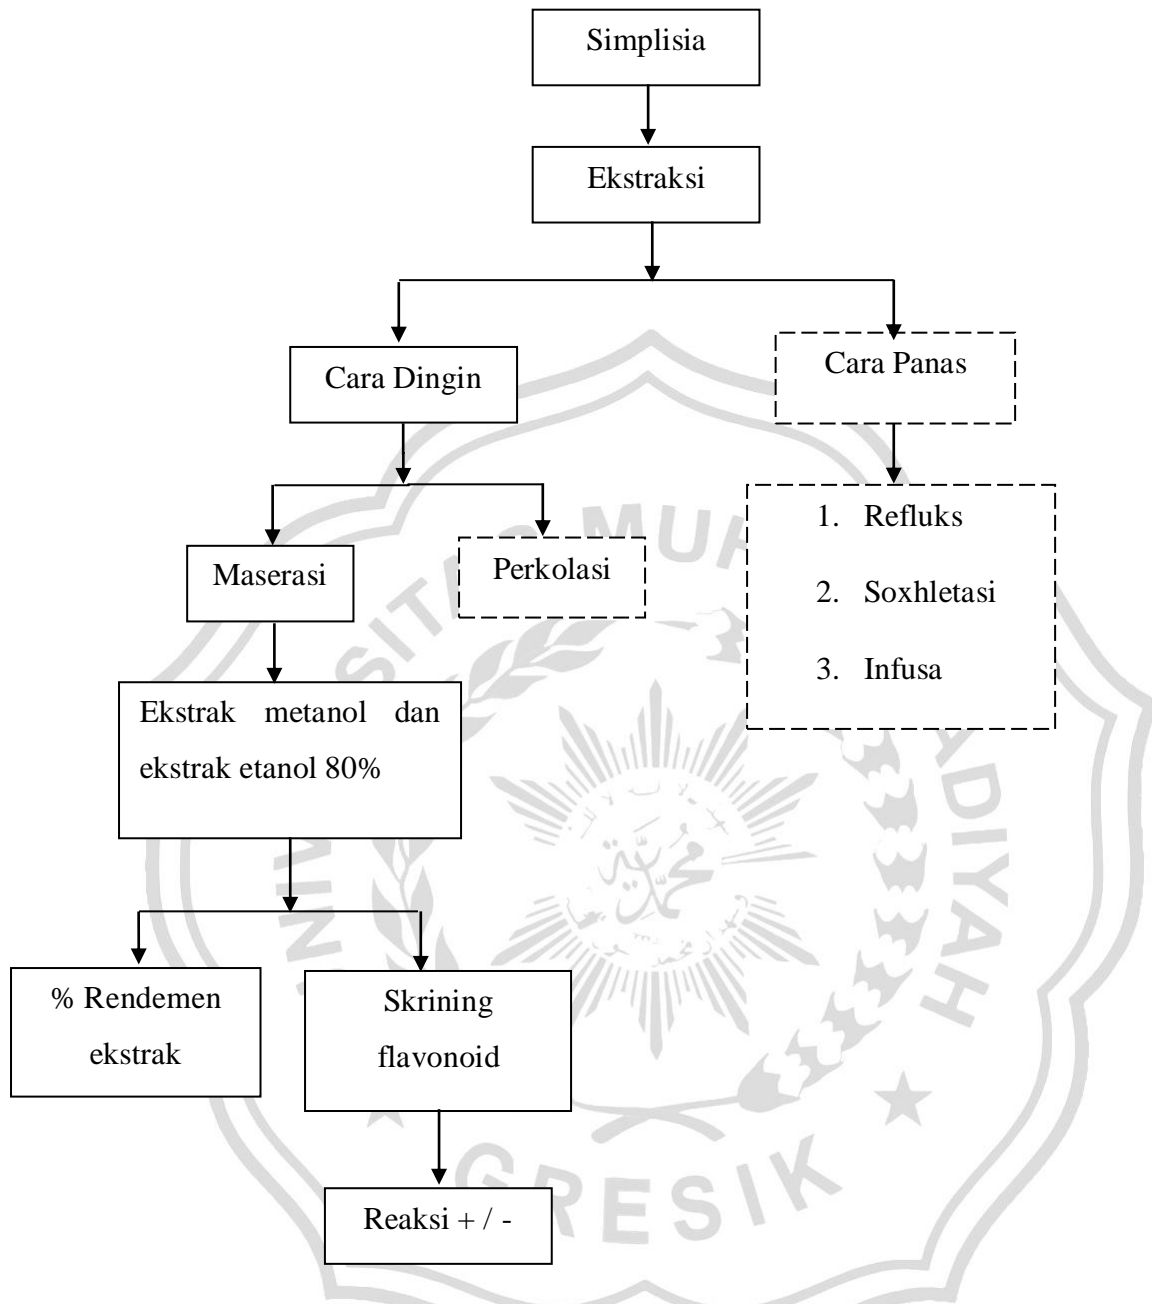 Simplisia
Ekstraksi
Cara Dingin
Cara Panas
Maserasi
Perkolasi
1. Refluks
2. Soxhletasi
3. Infusa
Ekstrak metanol dan
ekstrak etanol 80%
% Rendemen
ekstrak
Skrining
flavonoid
Reaksi + / -
GRESIK